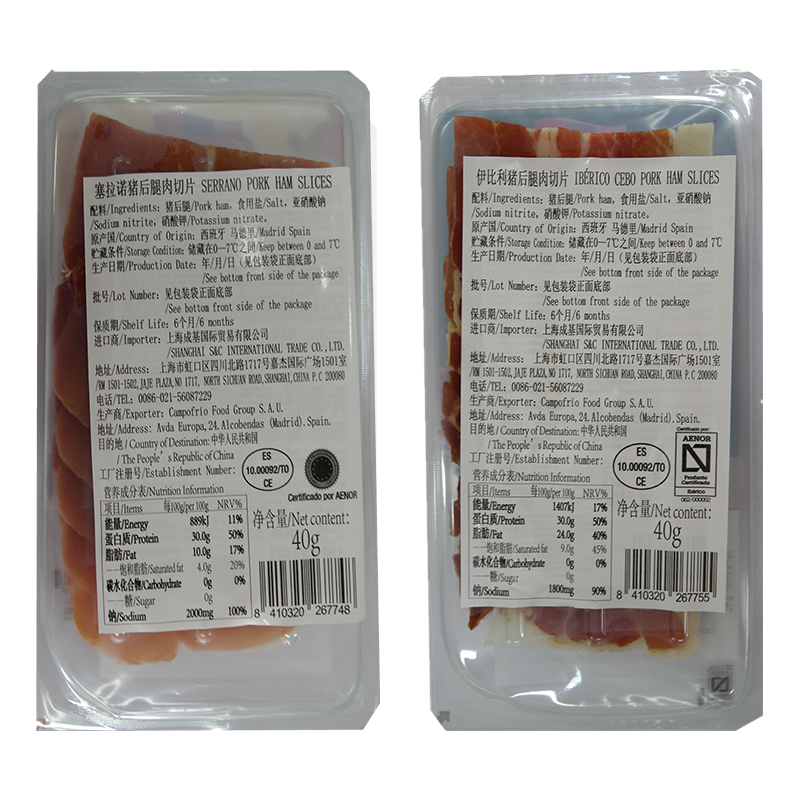 塞拉诺猪后腿肉切片 SERRANO PORK HAM SLICES
配料/Ingredients: 猪后腿/Pork ham, 食用盐/Salt, 亚硝酸钠
/Sodium nitrite, 硝酸钾/Potassium nitrate。
原产国/Country of Origin: 西班牙 马德里/Madrid Spain
贮藏条件/Storage Condition: 储藏在0—7℃之间/Keep between 0 and 7℃
生产日期/Production Date: 年/月/日（见包装袋正面底部）
/See bottom front side of the package
批号/Lot Number: 见包装袋正面底部
/See bottom front side of the package
保质期/Shelf Life: 6个月/6 months
进口商/Importer: 上海成基国际贸易有限公司
/SHANGHAI S&C INTERNATIONAL TRADE CO., LTD.
地址/Address: 上海市虹口区四川北路1717号嘉杰国际广场1501室
/RM 1501-1502, JAJE PLAZA, NO 1717, NORTH SICHUAN ROAD, SHANGHAI, CHINA P.C 200080
电话/TEL: 0086-021-56087229
生产商/Exporter: Campofrio Food Group S.A.U.
地址/Address: Avda Europa, 24. Alcobendas (Madrid). Spain.
目的地/Country of Destination: 中华人民共和国
/The People’s Republic of China
工厂注册号/Establishment Number:
ES
10.00092/TO
CE
Certificado por AENOR
营养成分表/Nutrition Information
项目/Items 每100g/per 100g NRV%
能量/Energy 889kJ 11%
蛋白质/Protein 30.0g 50%
脂肪/Fat 10.0g 17%
——饱和脂肪/Saturated fat 4.0g 20%
碳水化合物/Carbohydrate 0g 0%
——糖/Sugar 0g
钠/Sodium 2000mg 100%
净含量/Net content:
40g
8 410320 267748
伊比利猪后腿肉切片 IBÉRICO CEBO PORK HAM SLICES
配料/Ingredients: 猪后腿/Pork ham, 食用盐/Salt, 亚硝酸钠
/Sodium nitrite, 硝酸钾/Potassium nitrate。
原产国/Country of Origin: 西班牙 马德里/Madrid Spain
贮藏条件/Storage Condition: 储藏在0—7℃之间/Keep between 0 and 7℃
生产日期/Production Date: 年/月/日（见包装袋正面底部）
/See bottom front side of the package
批号/Lot Number: 见包装袋正面底部
/See bottom front side of the package
保质期/Shelf Life: 6个月/6 months
进口商/Importer: 上海成基国际贸易有限公司
/SHANGHAI S&C INTERNATIONAL TRADE CO., LTD.
地址/Address: 上海市虹口区四川北路1717号嘉杰国际广场1501室
/RM 1501-1502, JAJE PLAZA, NO 1717, NORTH SICHUAN ROAD, SHANGHAI, CHINA P.C 200080
电话/TEL: 0086-021-56087229
生产商/Exporter: Campofrio Food Group S.A.U.
地址/Address: Avda Europa, 24. Alcobendas (Madrid). Spain.
目的地/Country of Destination: 中华人民共和国
/The People’s Republic of China
工厂注册号/Establishment Number:
ES
10.00092/TO
CE
Certificado por:
AENOR
Producto
Certificado
Ibérico
062/000002
营养成分表/Nutrition Information
项目/Items 每100g/per 100g NRV%
能量/Energy 1407kJ 17%
蛋白质/Protein 30.0g 50%
脂肪/Fat 24.0g 40%
——饱和脂肪/Saturated fat 9.0g 45%
碳水化合物/Carbohydrate 0g 0%
——糖/Sugar 0g
钠/Sodium 1800mg 90%
净含量/Net content:
40g
8 410320 267755